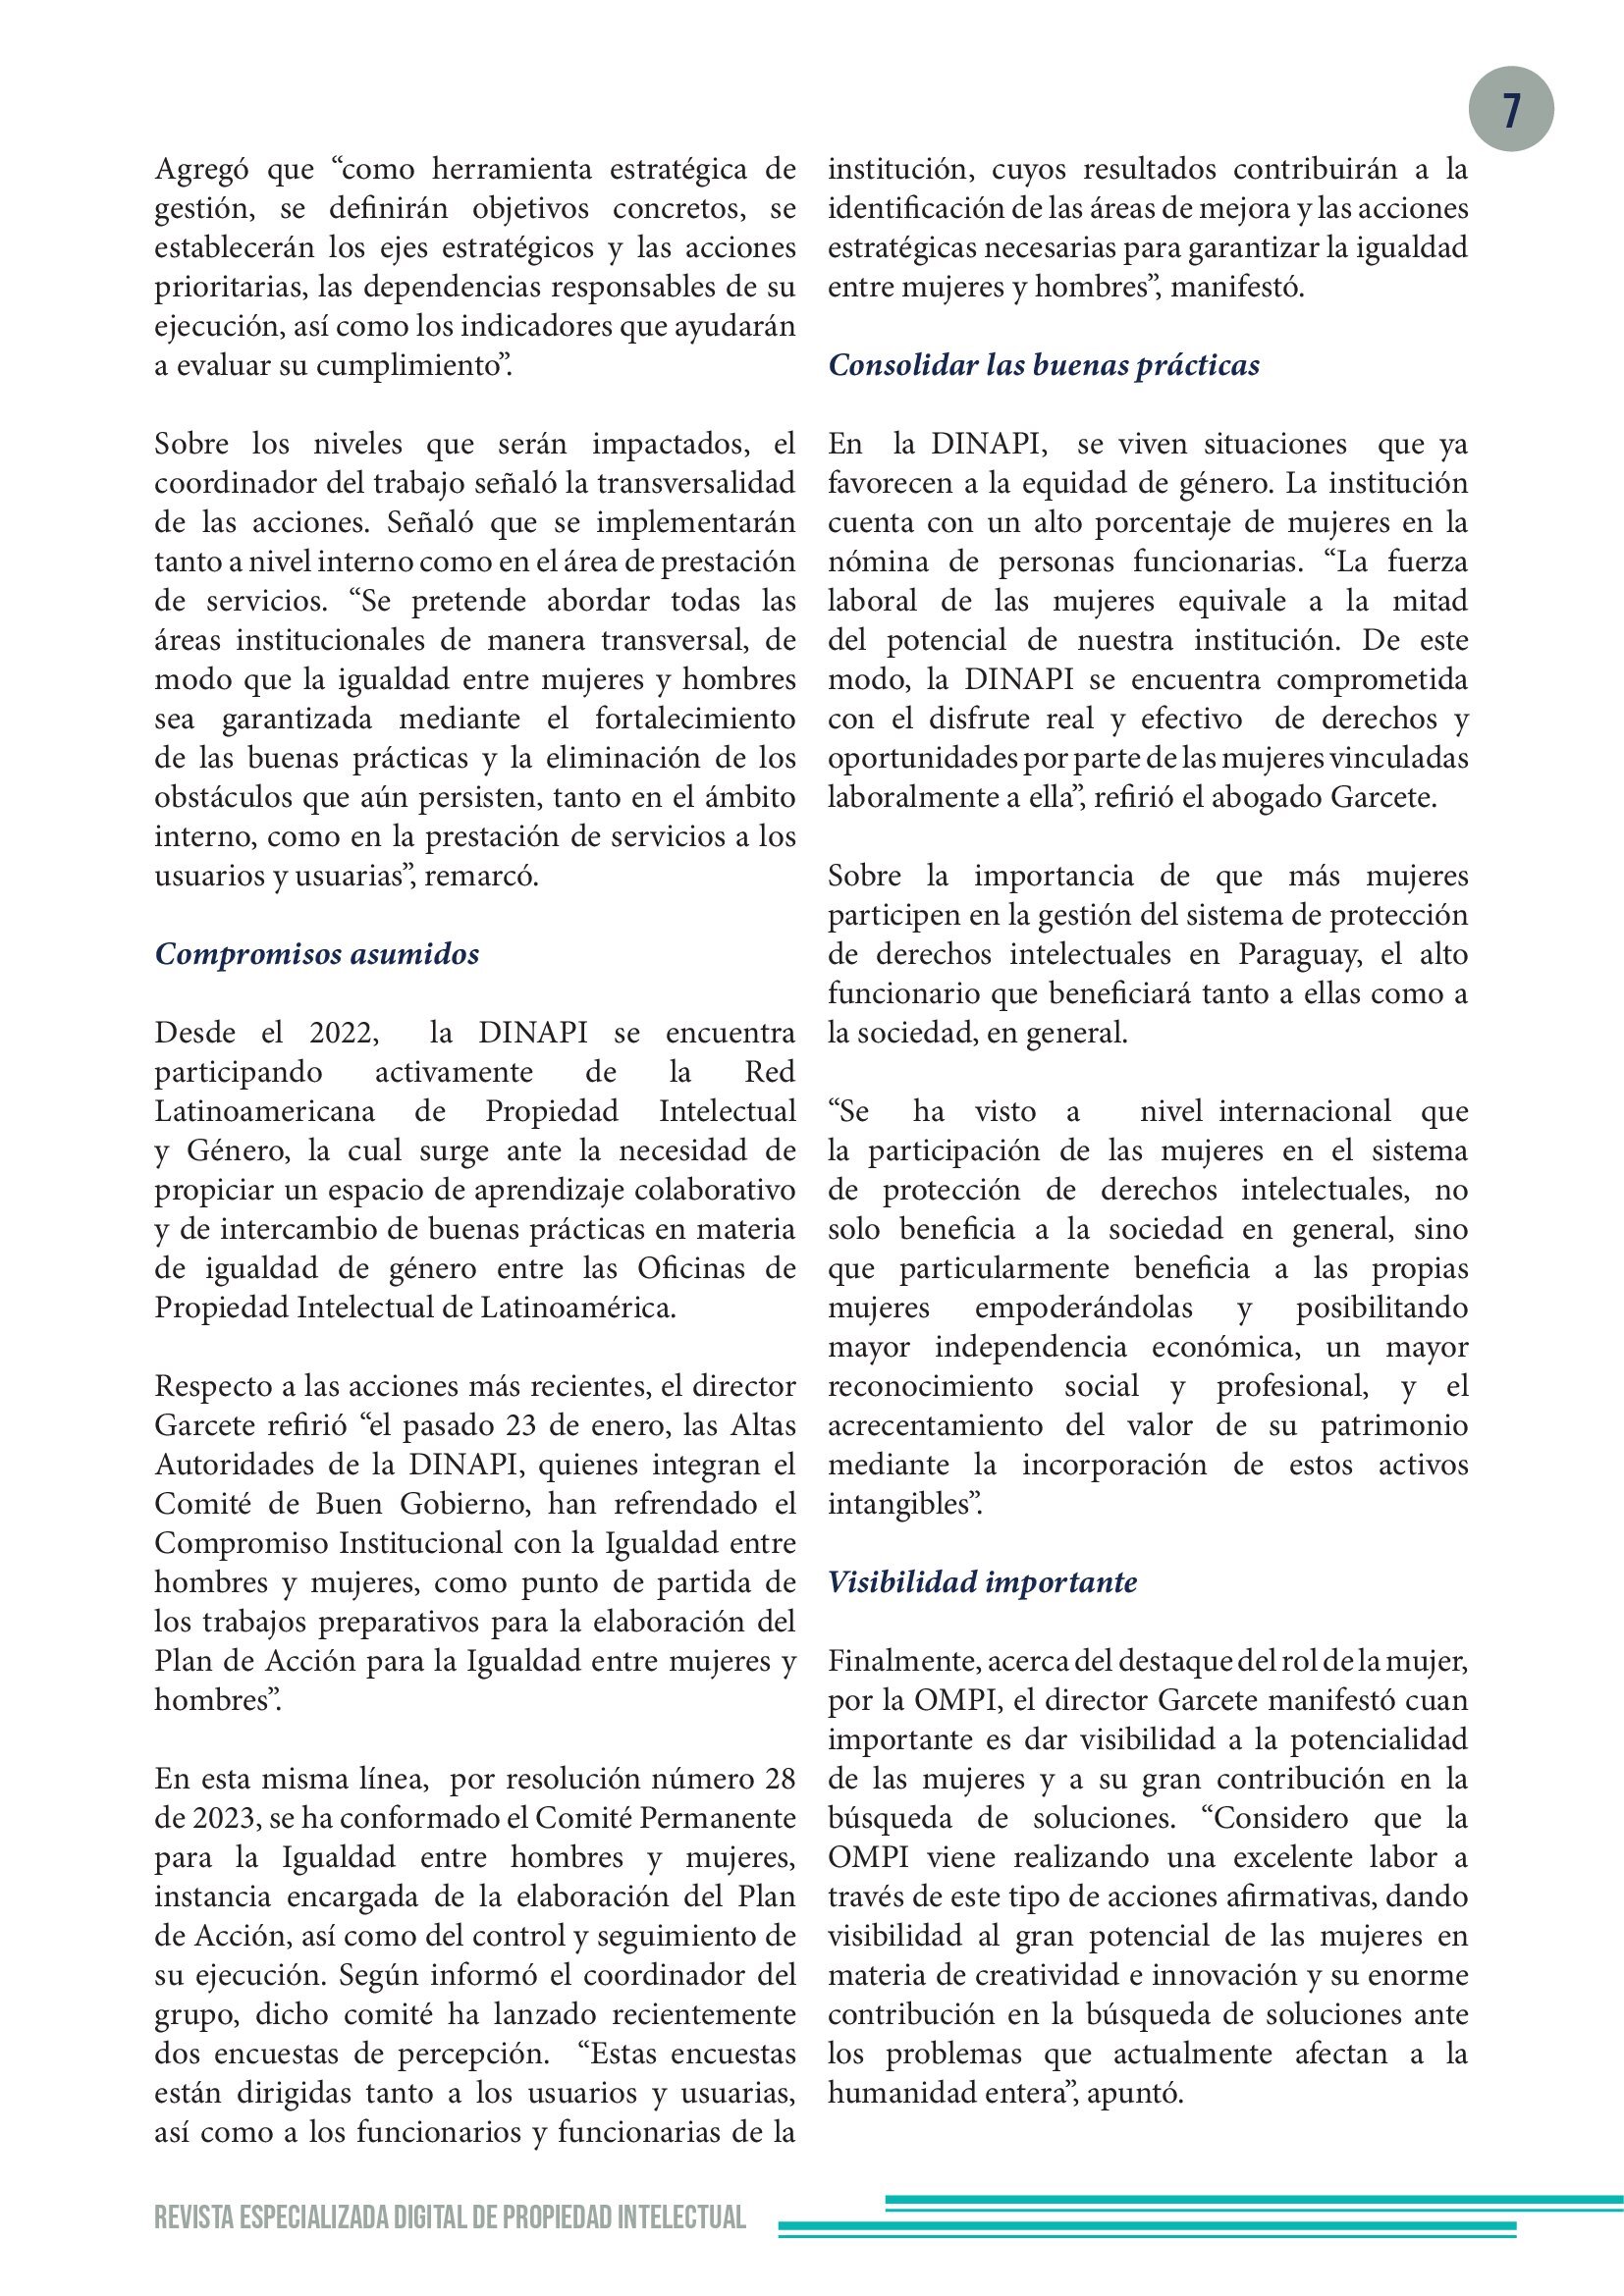 7
Agregó que “como herramienta estratégica de
gestión, se definirán objetivos concretos, se
establecerán los ejes estratégicos y las acciones
prioritarias, las dependencias responsables de su
ejecución, así como los indicadores que ayudarán
a evaluar su cumplimiento”.
Sobre los niveles que serán impactados, el
coordinador del trabajo señaló la transversalidad
de las acciones. Señaló que se implementarán
tanto a nivel interno como en el área de prestación
de servicios. “Se pretende abordar todas las
áreas institucionales de manera transversal, de
modo que la igualdad entre mujeres y hombres
sea garantizada mediante el fortalecimiento
de las buenas prácticas y la eliminación de los
obstáculos que aún persisten, tanto en el ámbito
interno, como en la prestación de servicios a los
usuarios y usuarias”, remarcó.
Compromisos asumidos
Desde el 2022, la DINAPI se encuentra
participando activamente de la Red
Latinoamericana de Propiedad Intelectual
y Género, la cual surge ante la necesidad de
propiciar un espacio de aprendizaje colaborativo
y de intercambio de buenas prácticas en materia
de igualdad de género entre las Oficinas de
Propiedad Intelectual de Latinoamérica.
Respecto a las acciones más recientes, el director
Garcete refirió “el pasado 23 de enero, las Altas
Autoridades de la DINAPI, quienes integran el
Comité de Buen Gobierno, han refrendado el
Compromiso Institucional con la Igualdad entre
hombres y mujeres, como punto de partida de
los trabajos preparativos para la elaboración del
Plan de Acción para la Igualdad entre mujeres y
hombres”.
En esta misma línea, por resolución número 28
de 2023, se ha conformado el Comité Permanente
para la Igualdad entre hombres y mujeres,
instancia encargada de la elaboración del Plan
de Acción, así como del control y seguimiento de
su ejecución. Según informó el coordinador del
grupo, dicho comité ha lanzado recientemente
dos encuestas de percepción. “Estas encuestas
están dirigidas tanto a los usuarios y usuarias,
así como a los funcionarios y funcionarias de la
institución, cuyos resultados contribuirán a la
identificación de las áreas de mejora y las acciones
estratégicas necesarias para garantizar la igualdad
entre mujeres y hombres”, manifestó.
Consolidar las buenas prácticas
En la DINAPI, se viven situaciones que ya
favorecen a la equidad de género. La institución
cuenta con un alto porcentaje de mujeres en la
nómina de personas funcionarias. “La fuerza
laboral de las mujeres equivale a la mitad
del potencial de nuestra institución. De este
modo, la DINAPI se encuentra comprometida
con el disfrute real y efectivo de derechos y
oportunidades por parte de las mujeres vinculadas
laboralmente a ella”, refirió el abogado Garcete.
Sobre la importancia de que más mujeres
participen en la gestión del sistema de protección
de derechos intelectuales en Paraguay, el alto
funcionario que beneficiará tanto a ellas como a
la sociedad, en general.
“Se ha visto a nivel internacional que
la participación de las mujeres en el sistema
de protección de derechos intelectuales, no
solo beneficia a la sociedad en general, sino
que particularmente beneficia a las propias
mujeres empoderándolas y posibilitando
mayor independencia económica, un mayor
reconocimiento social y profesional, y el
acrecentamiento del valor de su patrimonio
mediante la incorporación de estos activos
intangibles”.
Visibilidad importante
Finalmente, acerca del destaque del rol de la mujer,
por la OMPI, el director Garcete manifestó cuan
importante es dar visibilidad a la potencialidad
de las mujeres y a su gran contribución en la
búsqueda de soluciones. “Considero que la
OMPI viene realizando una excelente labor a
través de este tipo de acciones afirmativas, dando
visibilidad al gran potencial de las mujeres en
materia de creatividad e innovación y su enorme
contribución en la búsqueda de soluciones ante
los problemas que actualmente afectan a la
humanidad entera”, apuntó.
REVISTA ESPECIALIZADA DIGITAL DE PROPIEDAD INTELECTUAL